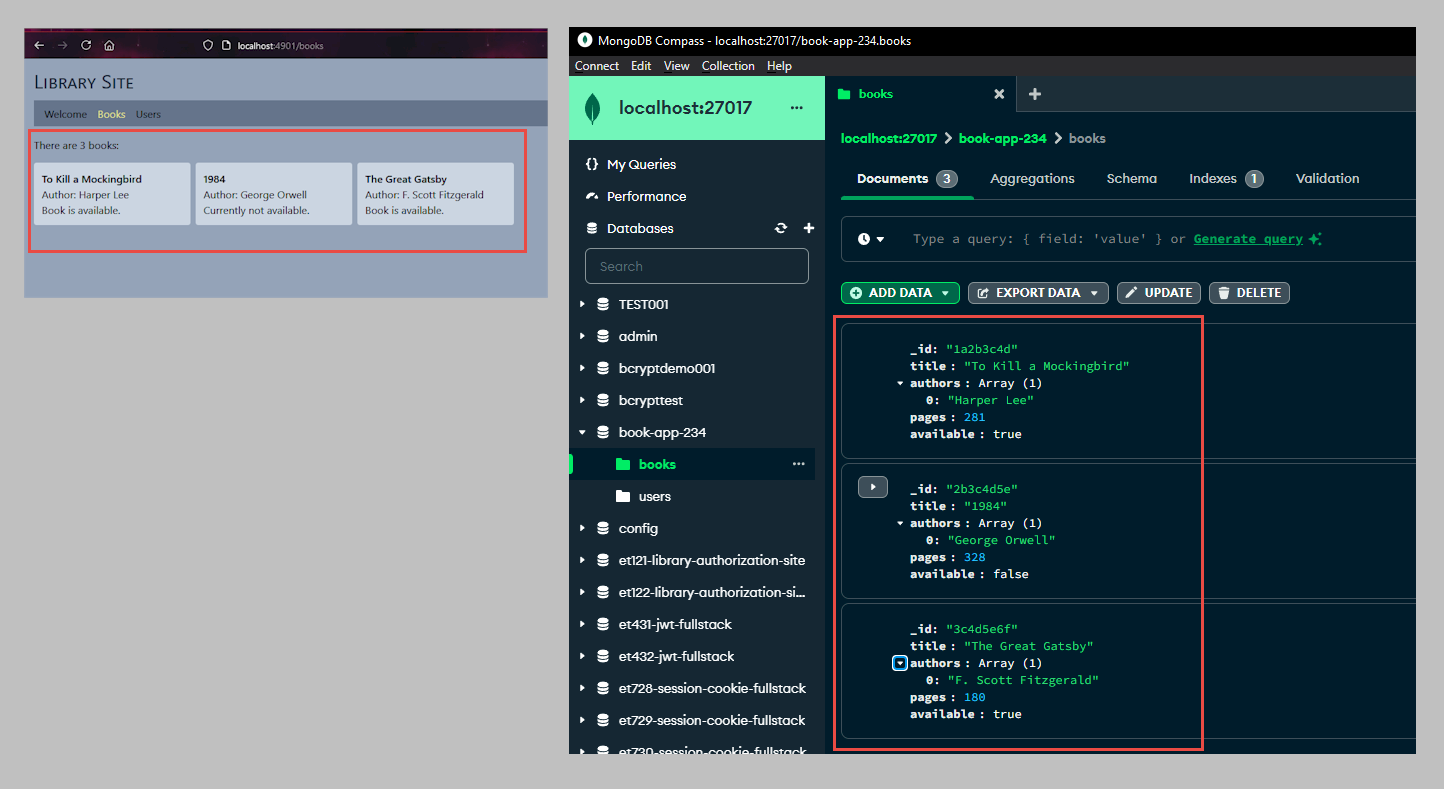 localhost:4901/books
Library Site
Welcome Books Users
There are 3 books:
To Kill a Mockingbird
Author: Harper Lee
Book is available.
1984
Author: George Orwell
Currently not available.
The Great Gatsby
Author: F. Scott Fitzgerald
Book is available.
MongoDB Compass - localhost:27017/book-app-234.books
Connect Edit View Collection Help
localhost:27017 ...
{} My Queries
Performance
Databases
Search
TEST001
admin
bcryptdemo001
bcrypttest
book-app-234
books ...
users
config
et121-library-authorization-site
et122-library-authorization-si...
et431-jwt-fullstack
et432-jwt-fullstack
et728-session-cookie-fullstack
et729-session-cookie-fullstack
et730-session-cookie-fullstack
books
localhost:27017 > book-app-234 > books
Documents 3 Aggregations Schema Indexes 1 Validation
Type a query: { field: 'value' } or Generate query
ADD DATA EXPORT DATA UPDATE DELETE
_id: "1a2b3c4d"
title : "To Kill a Mockingbird"
authors : Array (1)
0: "Harper Lee"
pages : 281
available : true
_id: "2b3c4d5e"
title : "1984"
authors : Array (1)
0: "George Orwell"
pages : 328
available : false
_id: "3c4d5e6f"
title : "The Great Gatsby"
authors : Array (1)
0: "F. Scott Fitzgerald"
pages : 180
available : true